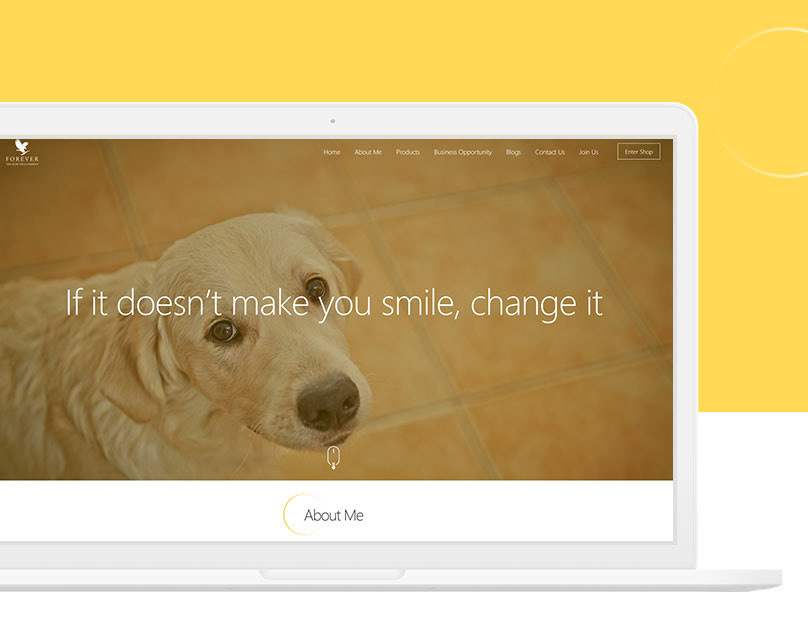 FOREVER
Home About Me Products Business Opportunity Blogs Contact Us Join Us Enter Shop
If it doesn't make you smile, change it
About Me